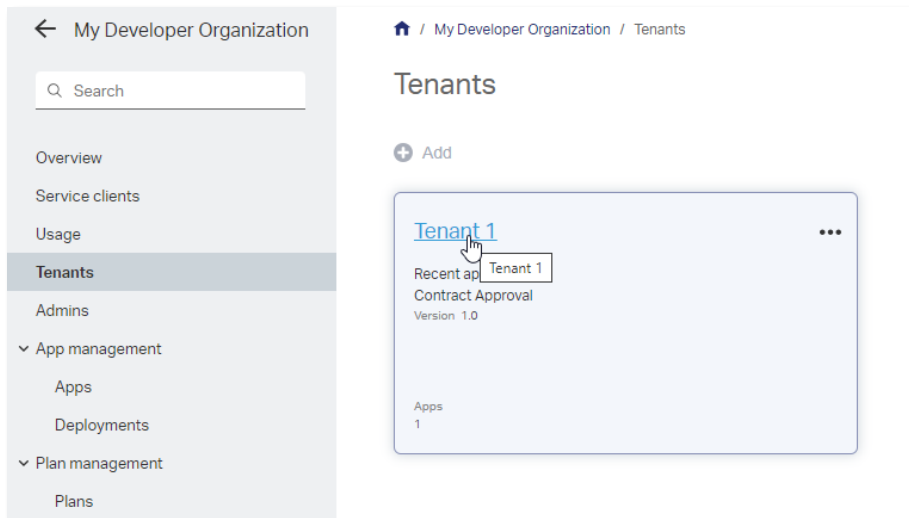 My Developer Organization
Search
Overview
Service clients
Usage
Tenants
Admins
App management
Apps
Deployments
Plan management
Plans
/ My Developer Organization / Tenants
Tenants
Add
Tenant 1
Tenant 1
Recent ap
Contract Approval
Version 1.0
Apps
1